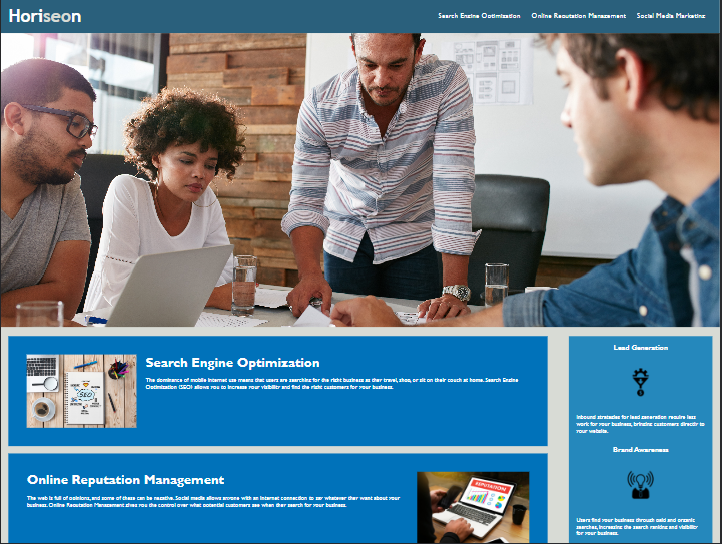 Horiseon
Search Engine Optimization Online Reputation Management Social Media Marketing
Search Engine Optimization
The dominance of mobile internet use means that users are searching for the right business as they travel, shop, or sit on their couch at home. Search Engine
Optimization (SEO) allows you to increase your visibility and find the right customers for your business.
SEO
Online Reputation Management
The web is full of opinions, and some of these can be negative. Social media allows anyone with an internet connection to say whatever they want about your
business. Online Reputation Management gives you the control over what potential customers see when they search for your business.
REPUTATION
Lead Generation
Inbound strategies for lead generation require less
work for your business, bringing customers directly to
your website.
Brand Awareness
Users find your business through paid and organic
searches, increasing the search ranking and visibility
for your business.